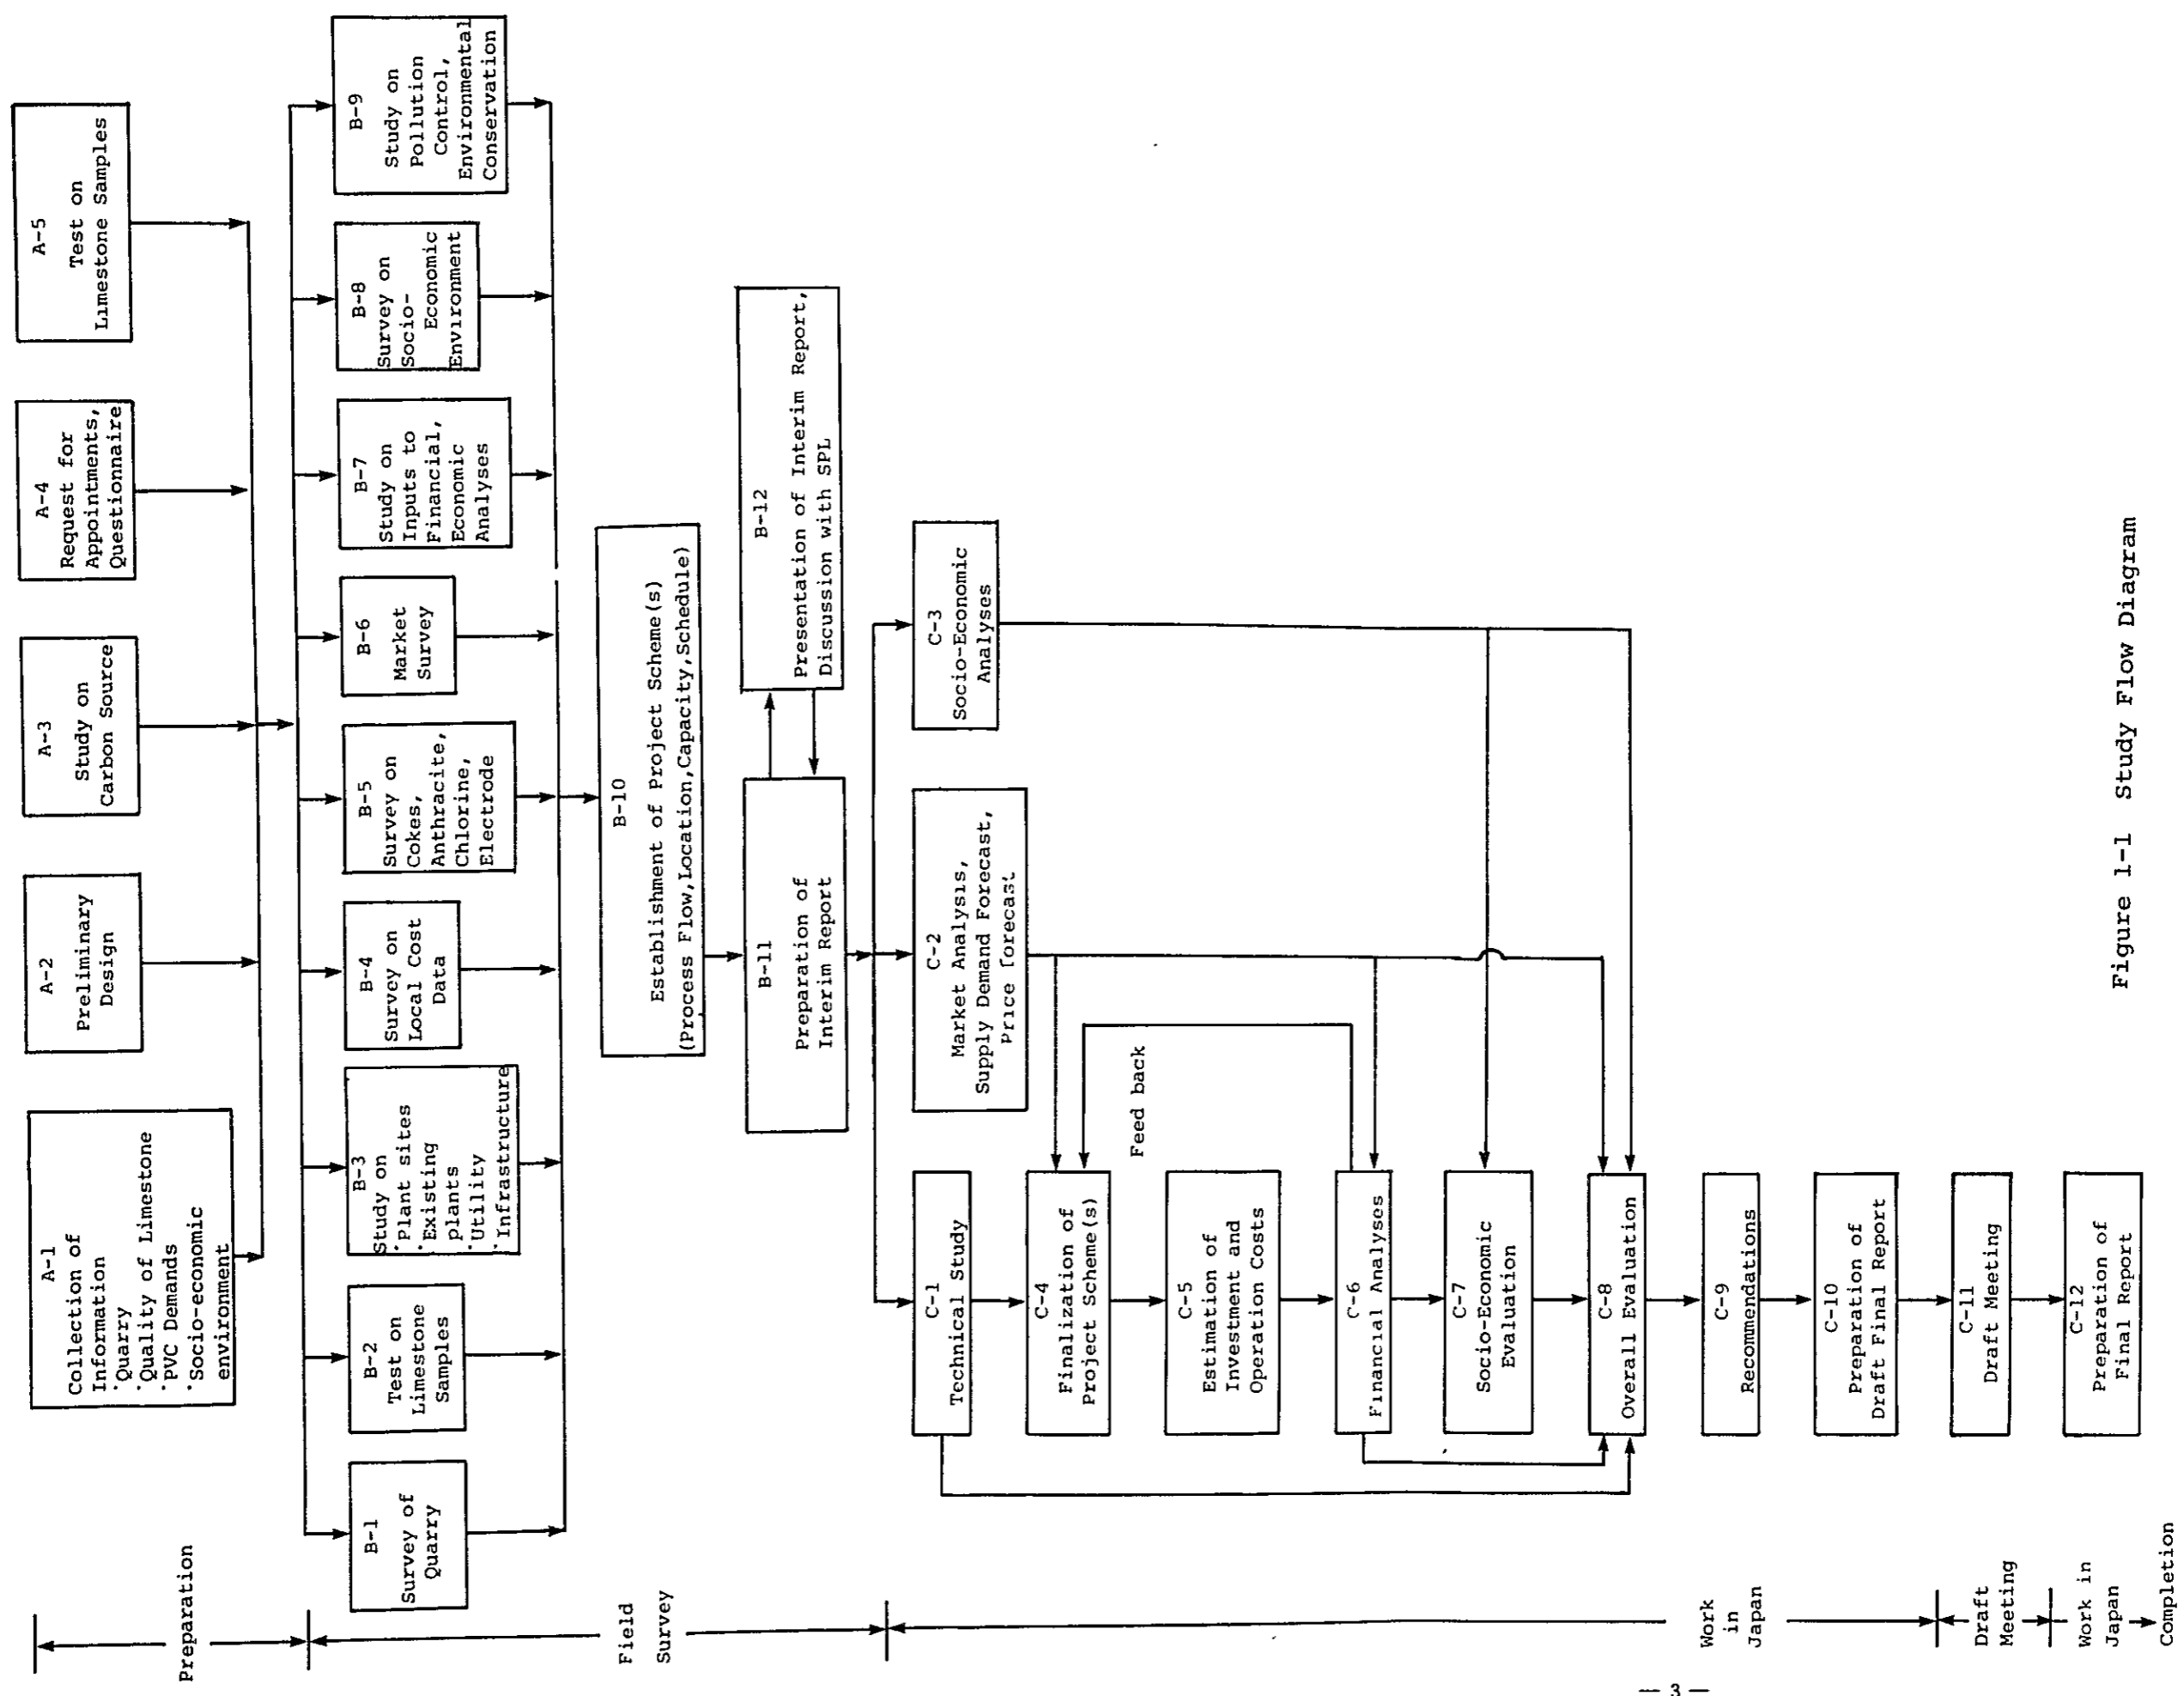 Preparation
A-1
Collection of
Information
·Quarry
·Quality of Limestone
·PVC Demands
·Socio-economic
environment
A-2
Preliminary
Design
A-3
Study on
Carbon Source
A-4
Request for
Appointments,
Questionnaire
A-5
Test on
Limestone Samples
Field
Survey
B-1
Survey of
Quarry
B-2
Test on
Limestone
Samples
B-3
Study on
·Plant sites
·Existing
plants
·Utility
·Infrastructure
B-4
Survey on
Local Cost
Data
B-5
Survey on
Cokes,
Anthracite,
Chlorine,
Electrode
B-6
Market
Survey
B-7
Study on
Inputs to
Financial,
Economic
Analyses
B-8
Survey on
Socio-
Economic
Environment
B-9
Study on
Pollution
Control,
Environmental
Conservation
B-10
Establishment of Project Scheme(s)
(Process Flow,Location,Capacity,Schedule)
B-11
Preparation of
Interim Report
B-12
Presentation of Interim Report,
Discussion with SPL
Work
in
Japan
C-1
Technical Study
C-2
Market Analysis,
Supply Demand Forecast,
Price forecast
C-3
Socio-Economic
Analyses
C-4
Finalization of
Project Scheme(s)
Feed back
C-5
Estimation of
Investment and
Operation Costs
C-6
Financial Analyses
C-7
Socio-Economic
Evaluation
C-8
Overall Evaluation
C-9
Recommendations
C-10
Preparation of
Draft Final Report
Draft
Meeting
C-11
Draft Meeting
Work in
Japan
C-12
Preparation of
Final Report
Completion
Figure 1-1 Study Flow Diagram
— 3 —